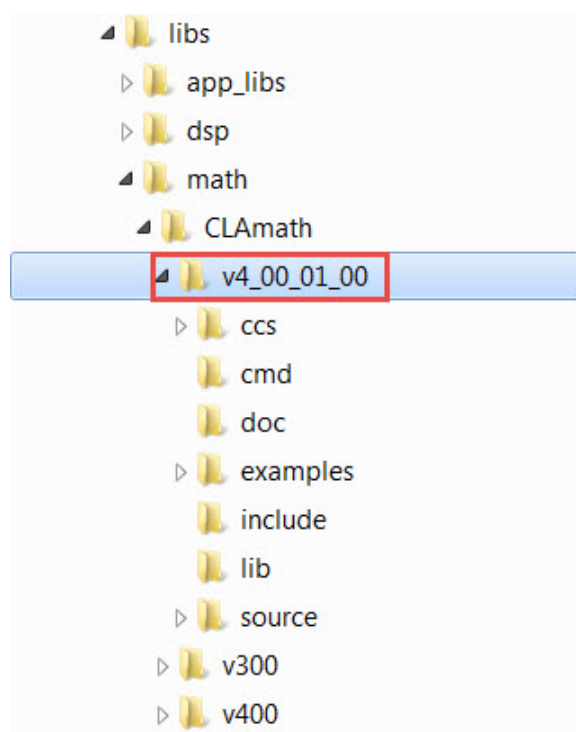 libs
app_libs
dsp
math
CLAmath
v4_00_01_00
ccs
cmd
doc
examples
include
lib
source
v300
v400